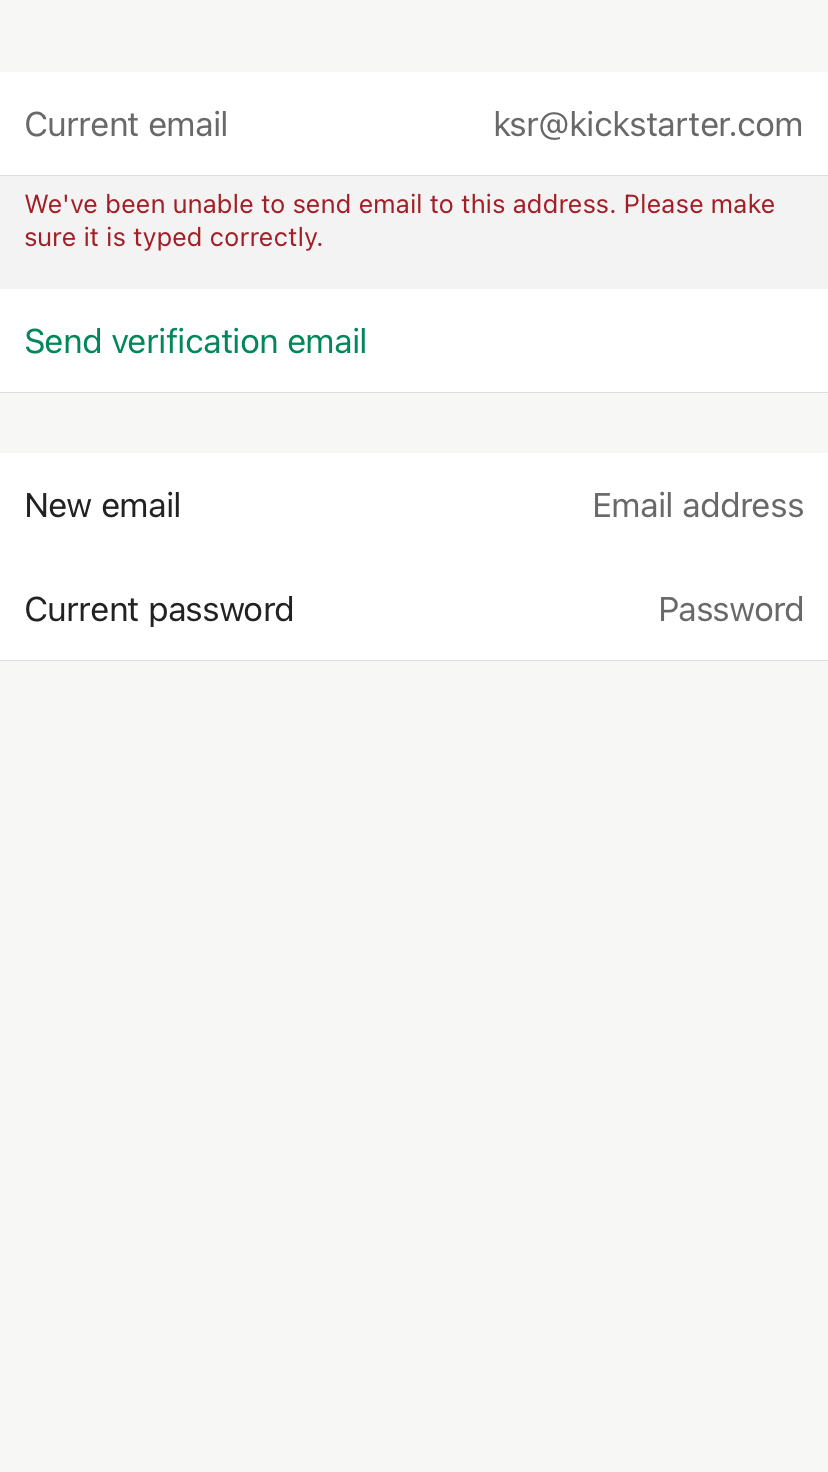 Current email ksr@kickstarter.com
We've been unable to send email to this address. Please make
sure it is typed correctly.
Send verification email
New email Email address
Current password Password